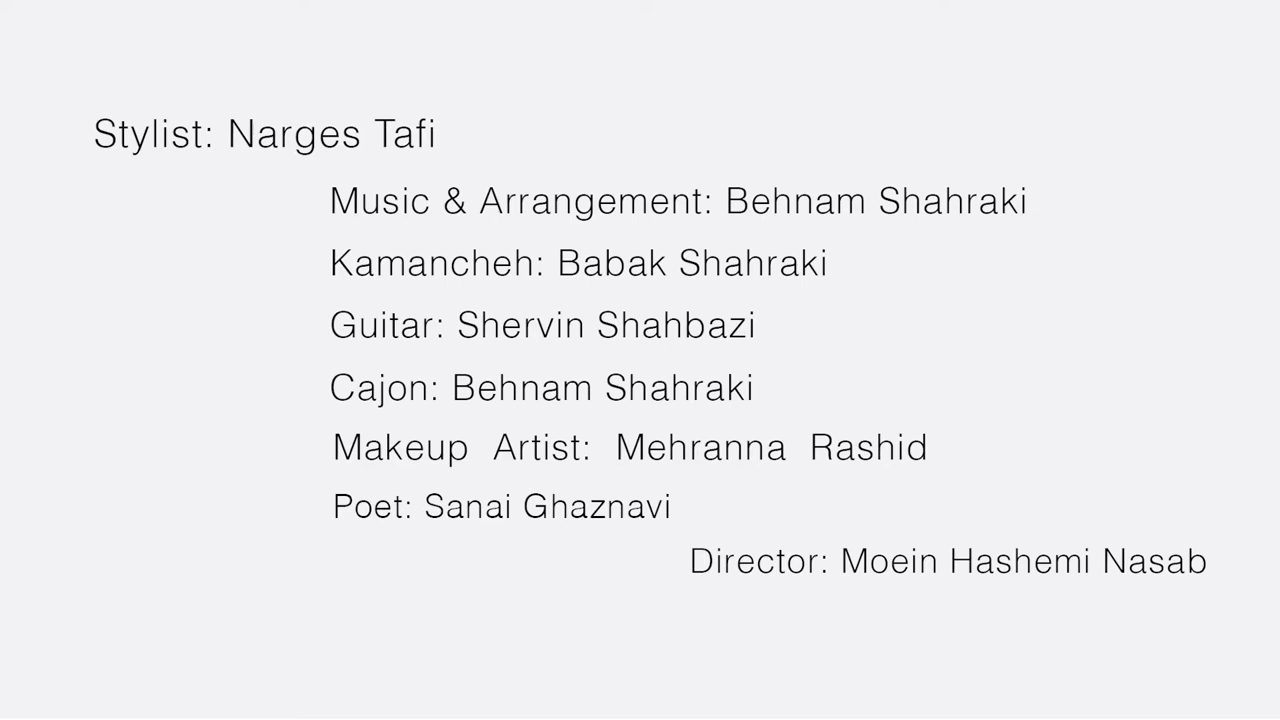 Stylist: Narges Tafi
Music & Arrangement: Behnam Shahraki
Kamancheh: Babak Shahraki
Guitar: Shervin Shahbazi
Cajon: Behnam Shahraki
Makeup Artist: Mehranna Rashid
Poet: Sanai Ghaznavi
Director: Moein Hashemi Nasab